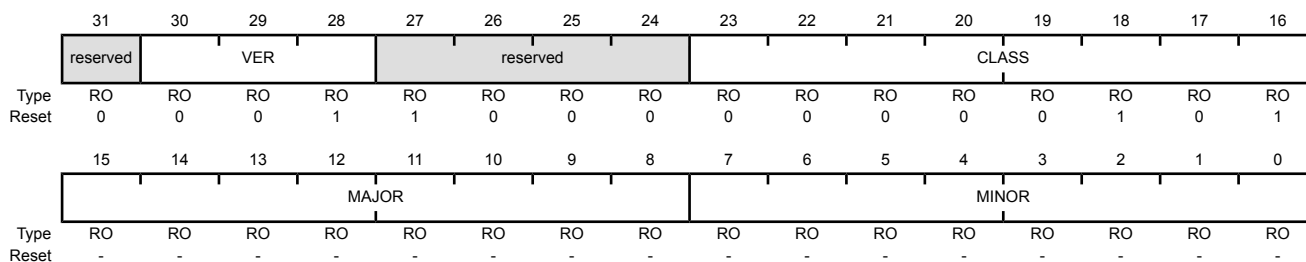 31 30 29 28 27 26 25 24 23 22 21 20 19 18 17 16
reserved VER reserved CLASS
Type RO RO RO RO RO RO RO RO RO RO RO RO RO RO RO RO
Reset 0 0 0 1 1 0 0 0 0 0 0 0 0 1 0 1
15 14 13 12 11 10 9 8 7 6 5 4 3 2 1 0
MAJOR MINOR
Type RO RO RO RO RO RO RO RO RO RO RO RO RO RO RO RO
Reset - - - - - - - - - - - - - - - -